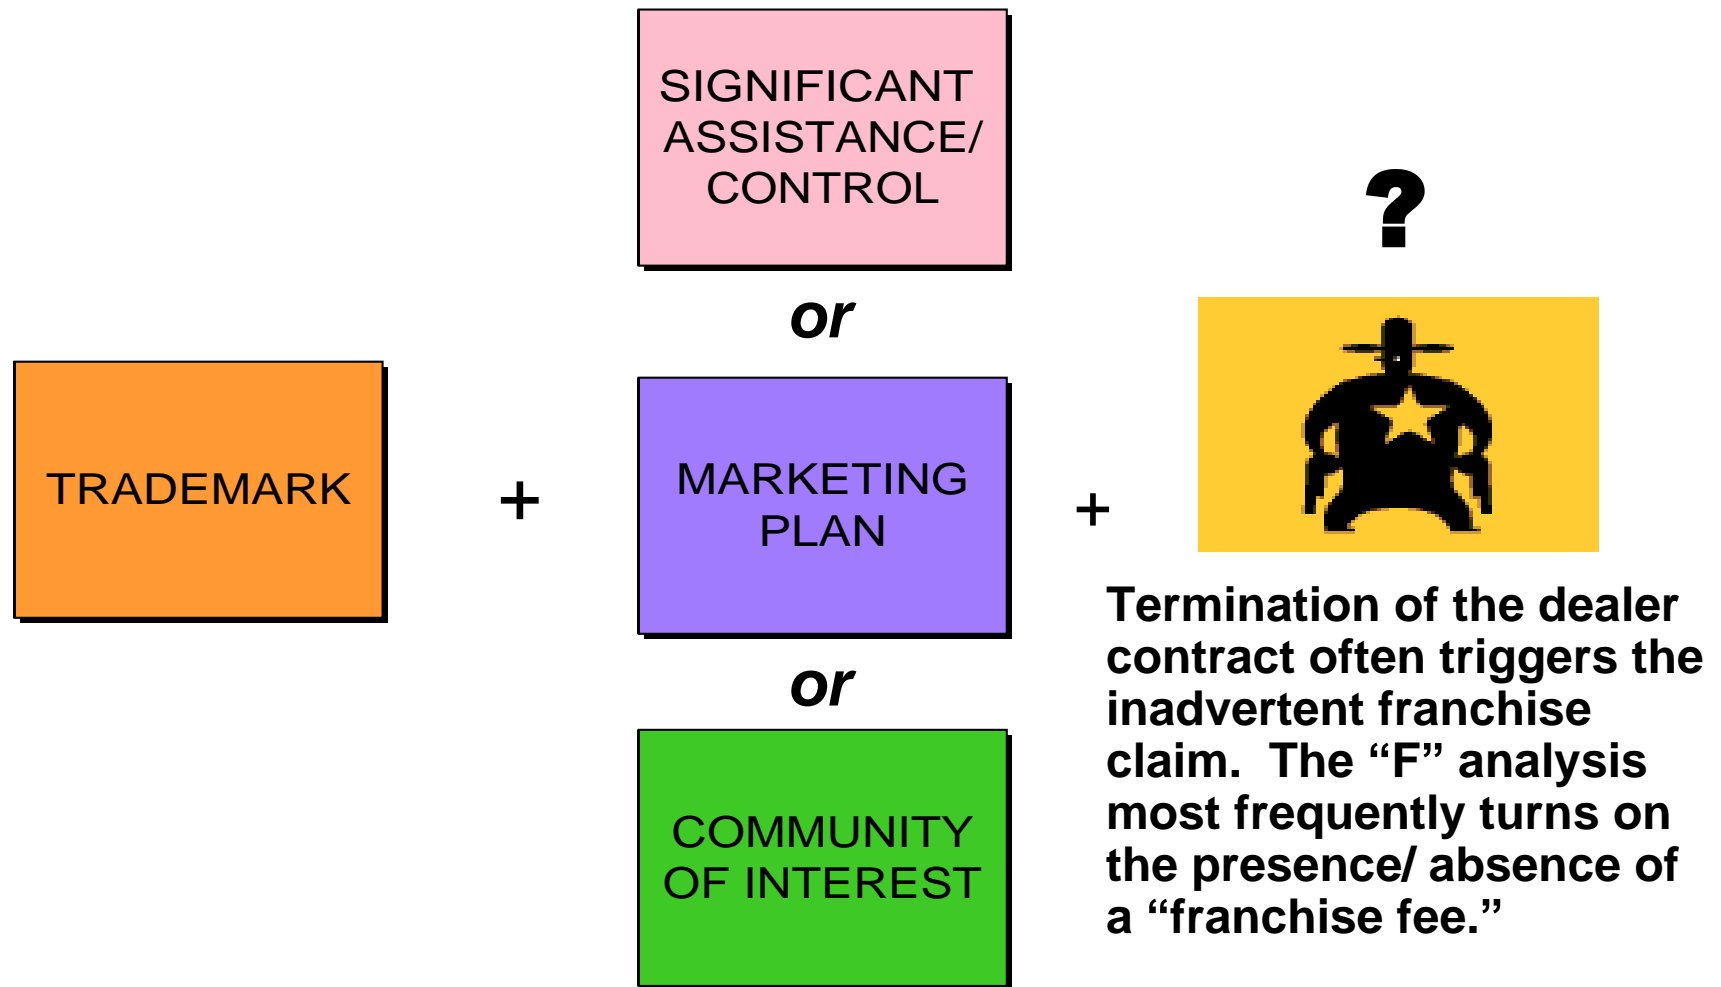 TRADEMARK
+
SIGNIFICANT
ASSISTANCE/
CONTROL
or
MARKETING
PLAN
or
COMMUNITY
OF INTEREST
+
?
Termination of the dealer
contract often triggers the
inadvertent franchise
claim.  The “F” analysis
most frequently turns on
the presence/ absence of
a “franchise fee.”